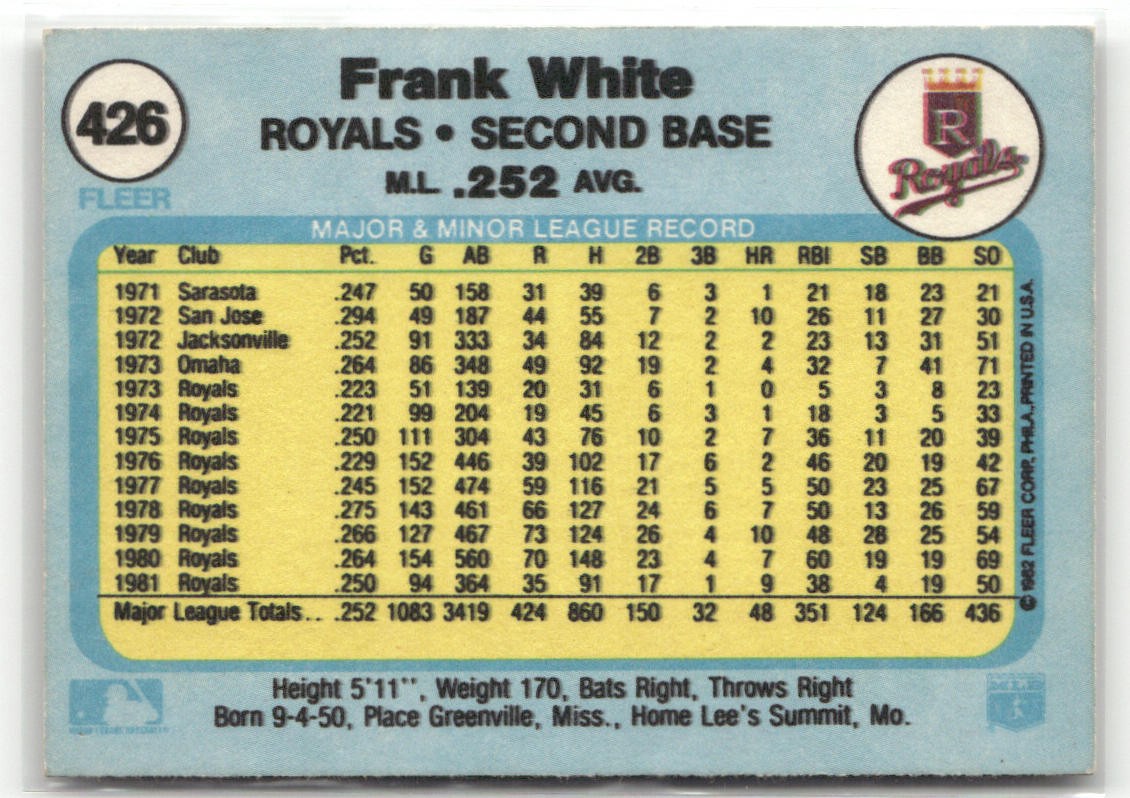 426
Frank White
ROYALS • SECOND BASE
M.L. .252 AVG.
FLEER
R
Royals
MAJOR & MINOR LEAGUE RECORD
Year Club Pct. G AB R H 2B 3B HR RBI SB BB SO
1971 Sarasota .247 50 158 31 39 6 3 1 21 18 23 21
1972 San Jose .294 49 187 44 55 7 2 10 26 11 27 30
1972 Jacksonville .252 91 333 34 84 12 2 2 23 13 31 51
1973 Omaha .264 86 348 49 92 19 2 4 32 7 41 71
1973 Royals .223 51 139 20 31 6 1 0 5 3 8 23
1974 Royals .221 99 204 19 45 6 3 1 18 3 5 33
1975 Royals .250 111 304 43 76 10 2 7 36 11 20 39
1976 Royals .229 152 446 39 102 17 6 2 46 20 19 42
1977 Royals .245 152 474 59 116 21 5 5 50 23 25 67
1978 Royals .275 143 461 66 127 24 6 7 50 13 26 59
1979 Royals .266 127 467 73 124 26 4 10 48 28 25 54
1980 Royals .264 154 560 70 148 23 4 7 60 19 19 69
1981 Royals .250 94 364 35 91 17 1 9 38 4 19 50
Major League Totals.. .252 1083 3419 424 860 150 32 48 351 124 166 436
© 1982 FLEER CORP., PHILA., PRINTED IN U.S.A.
Height 5'11", Weight 170, Bats Right, Throws Right
Born 9-4-50, Place Greenville, Miss., Home Lee's Summit, Mo.